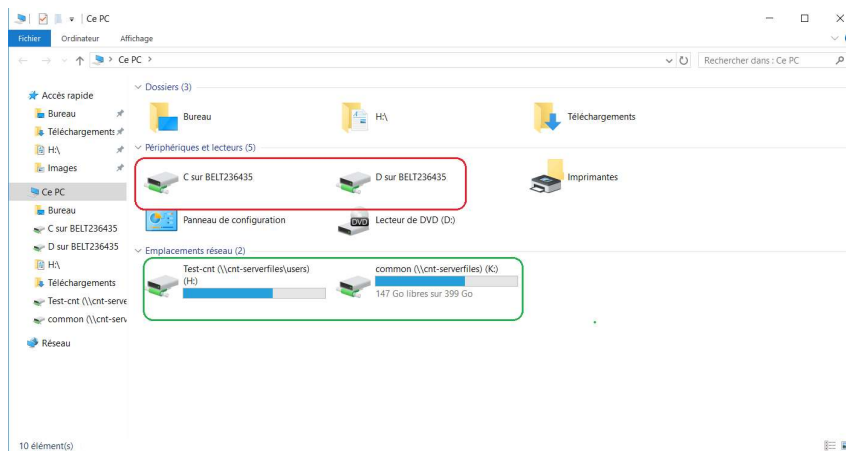 Ce PC
Fichier Ordinateur Affichage
Ce PC
Rechercher dans : Ce PC
Accès rapide
Bureau
Téléchargements
H:\
Images
Ce PC
Bureau
C sur BELT236435
D sur BELT236435
H:\
Téléchargements
Test-cnt (\\cnt-serve
common (\\cnt-serv
Réseau
Dossiers (3)
Bureau
H:\
Téléchargements
Périphériques et lecteurs (5)
C sur BELT236435
D sur BELT236435
Imprimantes
Panneau de configuration
DVD
Lecteur de DVD (D:)
Emplacements réseau (2)
Test-cnt (\\cnt-serverfiles\users)
(H:)
common (\\cnt-serverfiles) (K:)
147 Go libres sur 399 Go
10 élément(s)